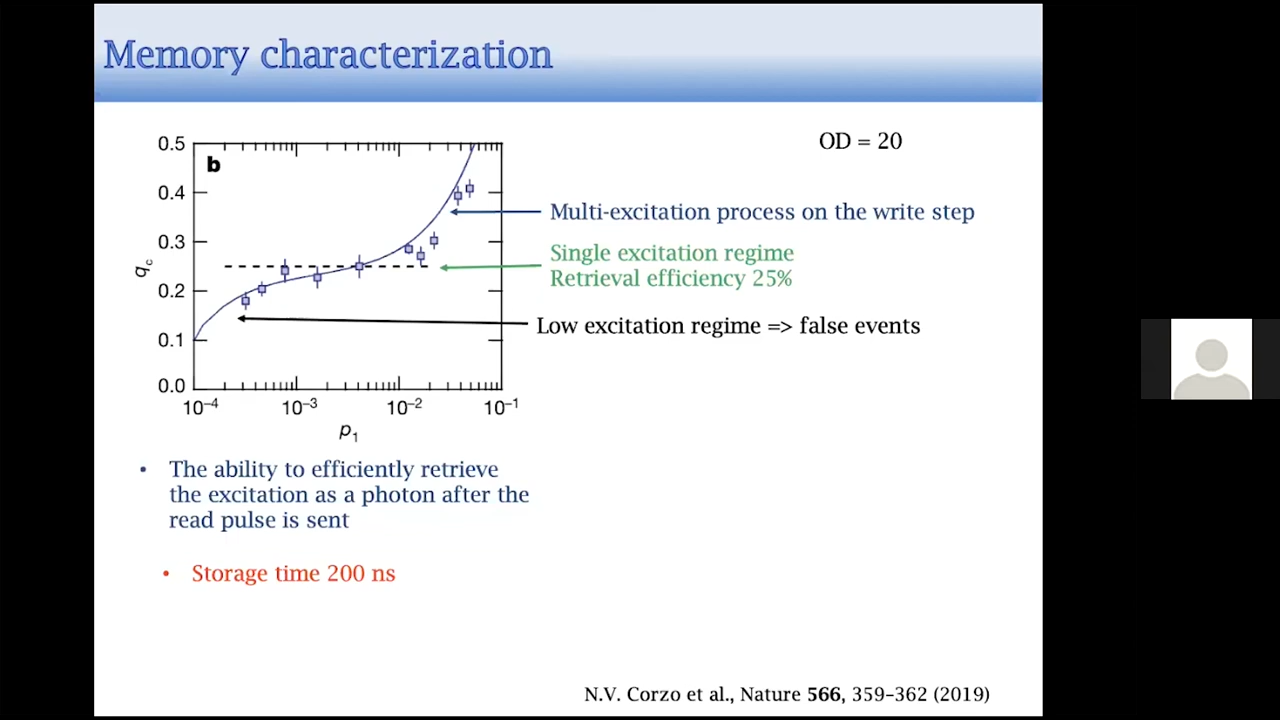 Memory characterization
OD = 20
0.5
b
0.4
Multi-excitation process on the write step
0.3
Single excitation regime
Retrieval efficiency 25%
q_c
0.2
Low excitation regime => false events
0.1
0.0
10⁻⁴ 10⁻³ 10⁻² 10⁻¹
p₁
• The ability to efficiently retrieve
the excitation as a photon after the
read pulse is sent
• Storage time 200 ns
N.V. Corzo et al., Nature 566, 359–362 (2019)